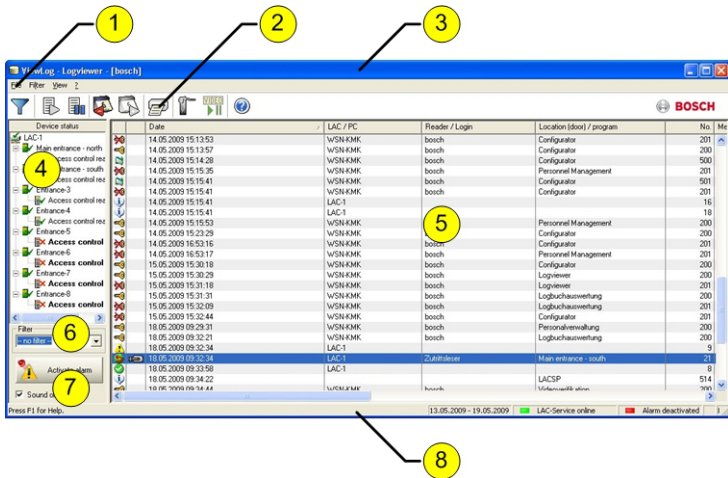 1
2
3
ViewLog - Logviewer - [bosch]
File Filter View ?
VIDEO
BOSCH
Device status
Date LAC / PC Reader / Login Location (door) / program No. Me
LAC-1
Main entrance - north
Access control rea
entrance - south
Access control rea
Entrance-3
Access control rea
Entrance-4
Access control rea
Entrance-5
Access control
Entrance-6
Access control
Entrance-7
Access control
Entrance-8
Access control
4
14.05.2009 15:13:53 WSN-KMK bosch Configurator 201
14.05.2009 15:13:57 WSN-KMK bosch Configurator 200
14.05.2009 15:14:28 WSN-KMK bosch Configurator 500
14.05.2009 15:15:35 WSN-KMK bosch Personnel Management 201
14.05.2009 15:15:41 WSN-KMK bosch Configurator 501
14.05.2009 15:15:41 WSN-KMK bosch Configurator 201
14.05.2009 15:15:41 LAC-1 16
14.05.2009 15:15:41 LAC-1 18
14.05.2009 15:15:53 WSN-KMK Personnel Management 200
14.05.2009 15:23:29 WSN-KMK Configurator 200
14.05.2009 16:53:16 WSN-KMK bosch Configurator 201
14.05.2009 16:53:17 WSN-KMK bosch Personnel Management 201
15.05.2009 15:30:18 WSN-KMK bosch Configurator 200
15.05.2009 15:30:29 WSN-KMK bosch Logviewer 200
15.05.2009 15:31:18 WSN-KMK bosch Logviewer 201
15.05.2009 15:31:31 WSN-KMK bosch Logbuchauswertung 200
15.05.2009 15:32:09 WSN-KMK bosch Logbuchauswertung 201
15.05.2009 15:32:44 WSN-KMK bosch Configurator 201
18.05.2009 09:29:31 WSN-KMK bosch Personalverwaltung 200
18.05.2009 09:32:21 WSN-KMK bosch Logbuchauswertung 200
18.05.2009 09:32:34 LAC-1 9
18.05.2009 09:32:34 LAC-1 Zutrittsleser Main entrance - south 21
18.05.2009 09:33:58 LAC-1 8
18.05.2009 09:34:22 LACSP 514
18.05.2009 09:34:44 WSN-KMK bosch Videoverifikation 200
5
Filter
-- no filter --
6
Activate alarm
7
Sound o
Press F1 for Help.
13.05.2009 - 19.05.2009 LAC-Service online Alarm deactivated
8